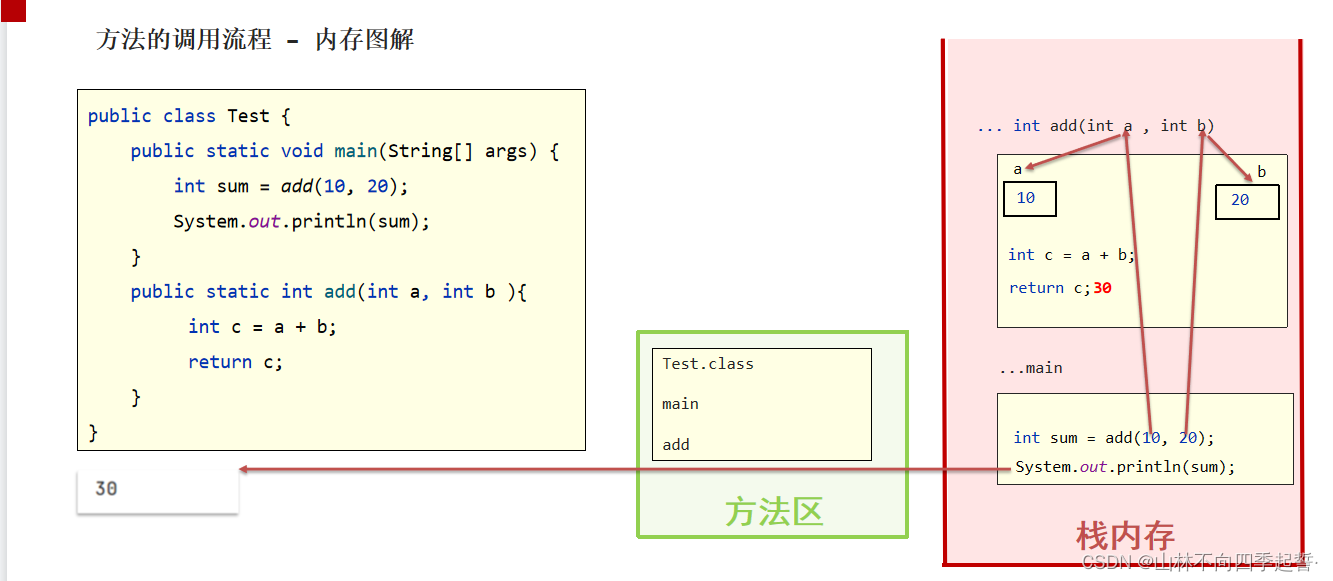 方法的调用流程 - 内存图解
public class Test {
public static void main(String[] args) {
int sum = add(10, 20);
System.out.println(sum);
}
public static int add(int a, int b ){
int c = a + b;
return c;
}
}
30
Test.class
main
add
方法区
... int add(int a , int b)
a
b
10
20
int c = a + b;
return c;30
...main
int sum = add(10, 20);
System.out.println(sum);
栈内存
CSDN @山林不向四季起誓·